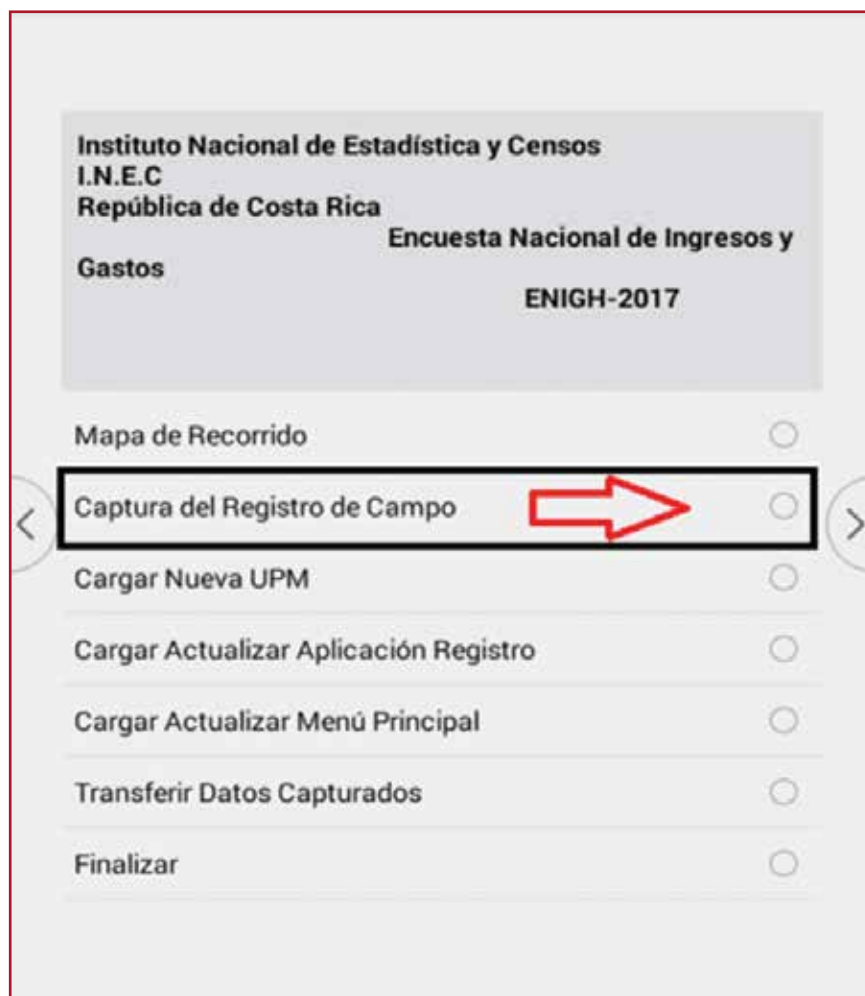 Instituto Nacional de Estadística y Censos
I.N.E.C
República de Costa Rica
Encuesta Nacional de Ingresos y
Gastos
ENIGH-2017
Mapa de Recorrido
Captura del Registro de Campo
Cargar Nueva UPM
Cargar Actualizar Aplicación Registro
Cargar Actualizar Menú Principal
Transferir Datos Capturados
Finalizar